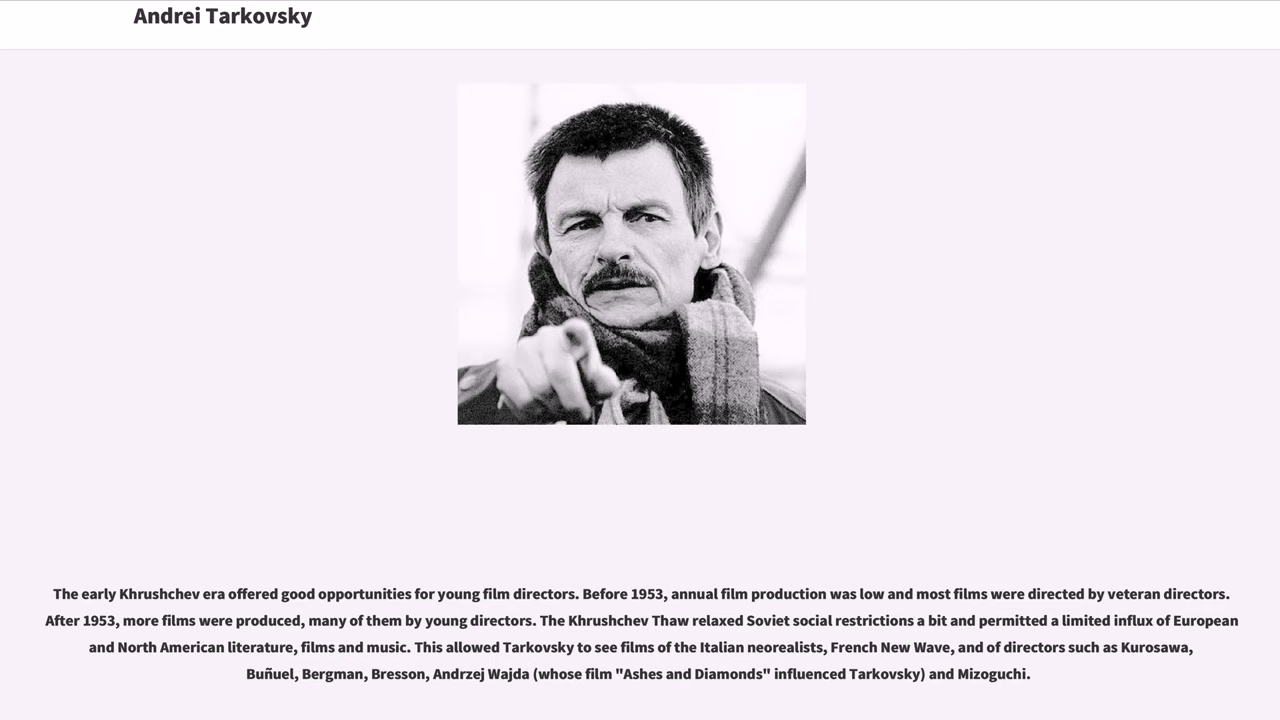 Andrei Tarkovsky
The early Khrushchev era offered good opportunities for young film directors. Before 1953, annual film production was low and most films were directed by veteran directors.
After 1953, more films were produced, many of them by young directors. The Khrushchev Thaw relaxed Soviet social restrictions a bit and permitted a limited influx of European
and North American literature, films and music. This allowed Tarkovsky to see films of the Italian neorealists, French New Wave, and of directors such as Kurosawa,
Buñuel, Bergman, Bresson, Andrzej Wajda (whose film "Ashes and Diamonds" influenced Tarkovsky) and Mizoguchi.